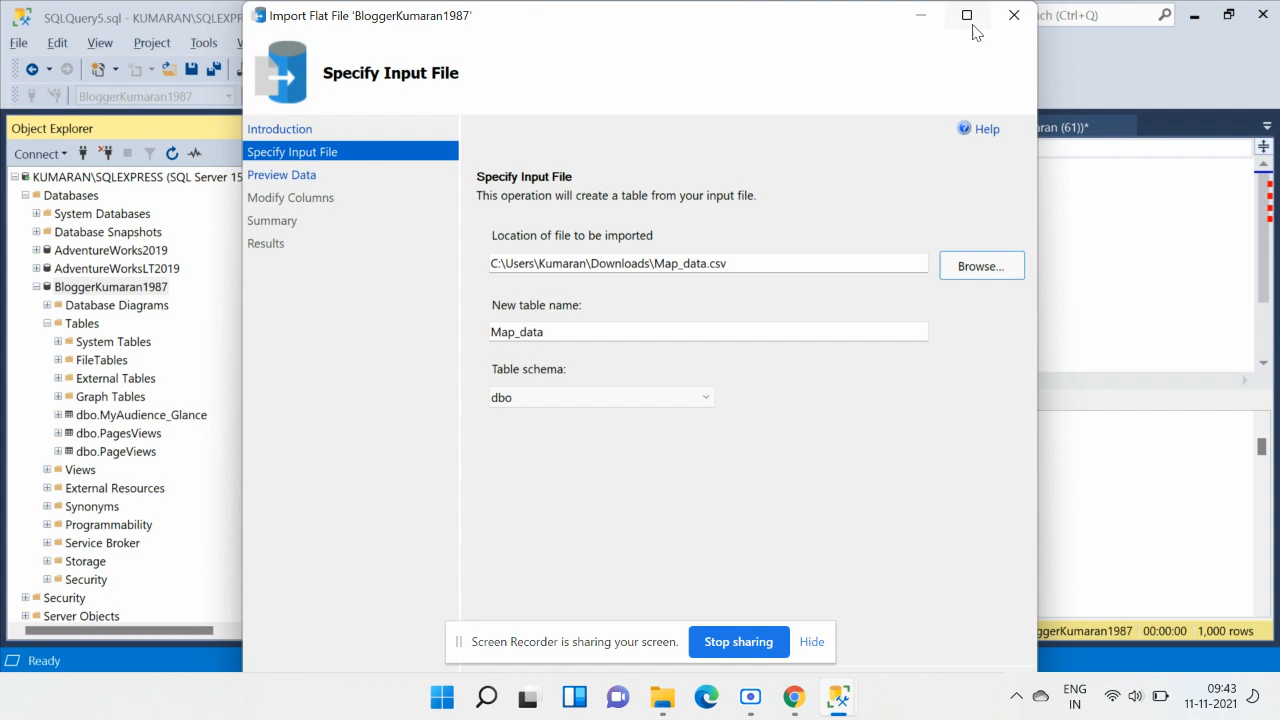 SQLQuery5.sql - KUMARAN\SQLEXPRESS
Import Flat File 'BloggerKumaran1987'
ch (Ctrl+Q)
File Edit View Project Tools
Specify Input File
BloggerKumaran1987
Object Explorer
aran (61))*
Connect
KUMARAN\SQLEXPRESS (SQL Server 15
Databases
System Databases
Database Snapshots
AdventureWorks2019
AdventureWorksLT2019
BloggerKumaran1987
Database Diagrams
Tables
System Tables
FileTables
External Tables
Graph Tables
dbo.MyAudience_Glance
dbo.PagesViews
dbo.PageViews
Views
External Resources
Synonyms
Programmability
Service Broker
Storage
Security
Security
Server Objects
Introduction
Specify Input File
Preview Data
Modify Columns
Summary
Results
Help
Specify Input File
This operation will create a table from your input file.
Location of file to be imported
C:\Users\Kumaran\Downloads\Map_data.csv
Browse...
New table name:
Map_data
Table schema:
dbo
Screen Recorder is sharing your screen. Stop sharing Hide
ggerKumaran1987 00:00:00 1,000 rows
Ready
ENG
IN
09:43
11-11-2021